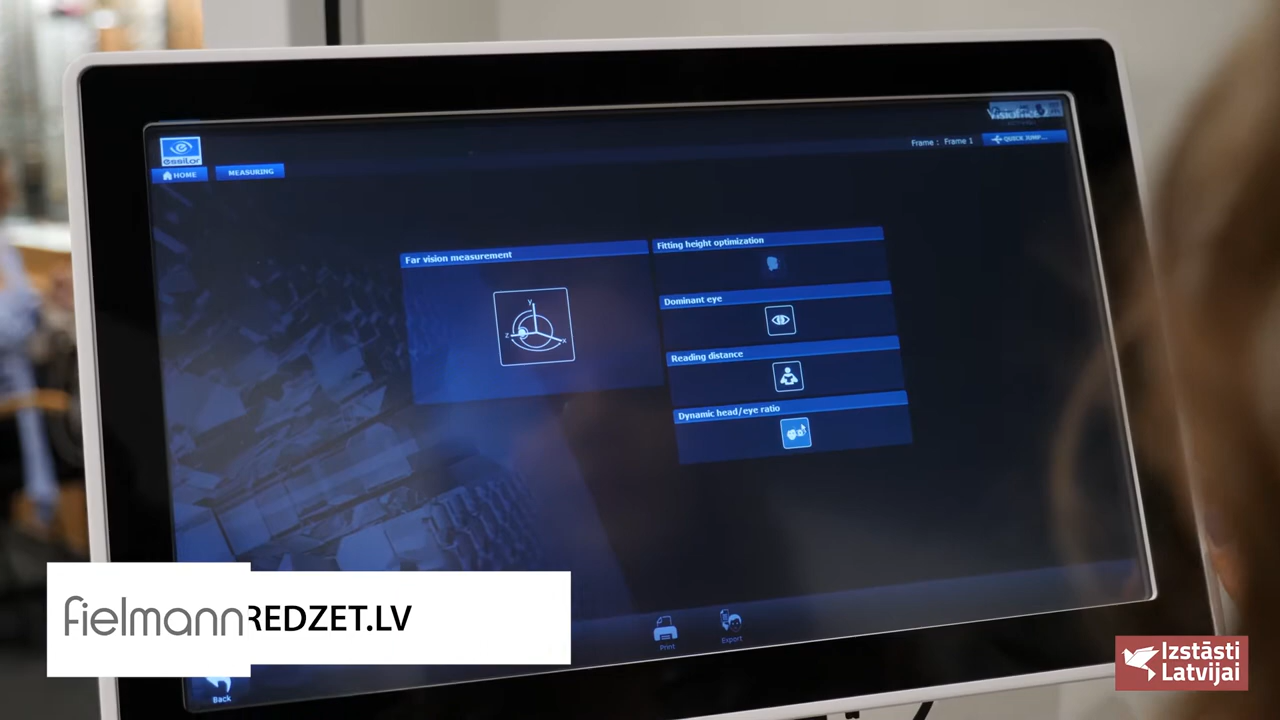 essilor
HOME
MEASURING
Frame : Frame 1
QUICK JUMP...
Far vision measurement
y
z
x
Fitting height optimization
Dominant eye
Reading distance
Dynamic head/eye ratio
Print
Export
Back
fielmann
REDZET.LV
Izstāsti
Latvijai